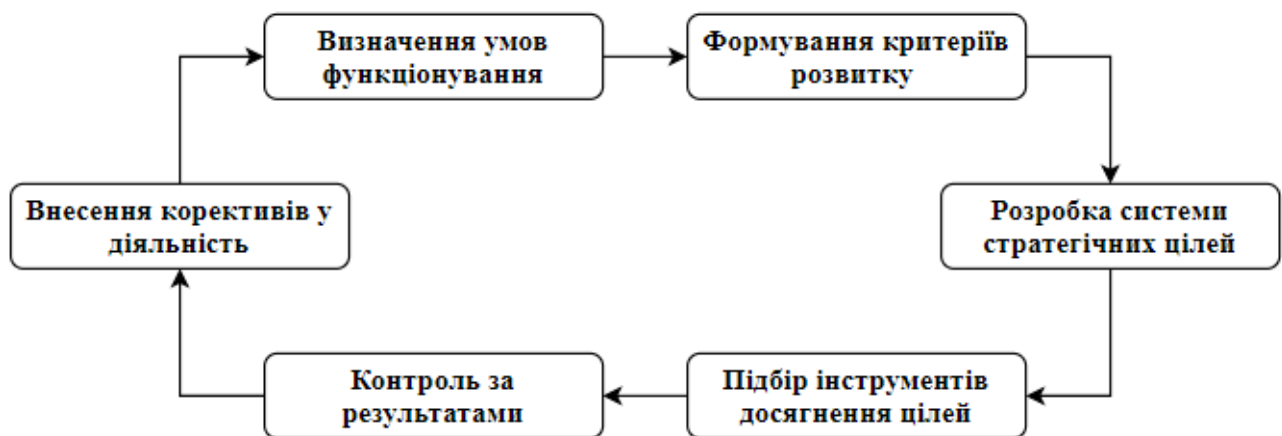 Визначення умов
функціонування
Формування критеріїв
розвитку
Внесення корективів у
діяльність
Розробка системи
стратегічних цілей
Контроль за
результатами
Підбір інструментів
досягнення цілей